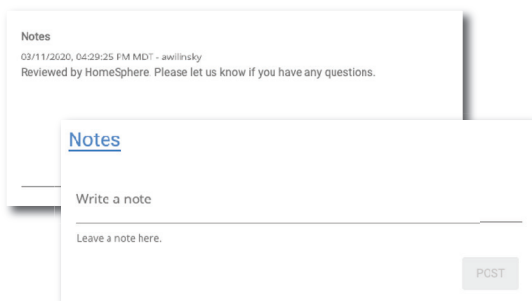 Notes
03/11/2020, 04:29:25 PM MDT - awilinsky
Reviewed by HomeSphere. Please let us know if you have any questions.
Notes
Write a note
Leave a note here.
POST